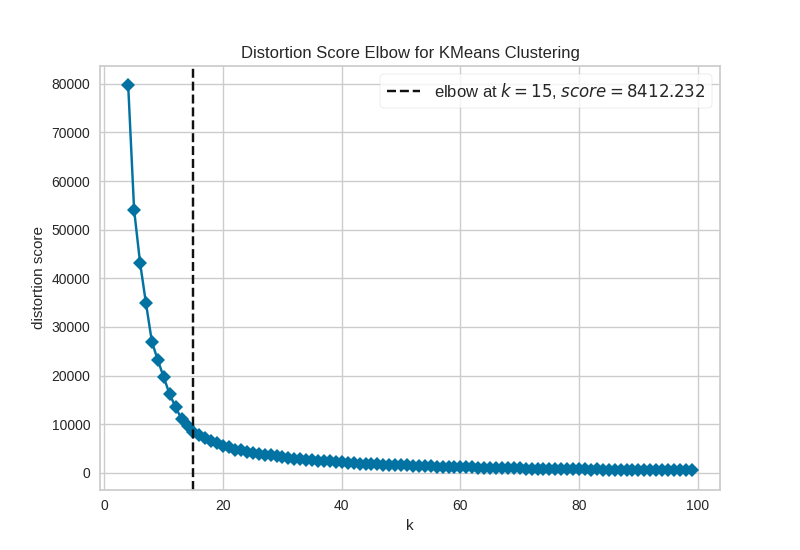 Distortion Score Elbow for KMeans Clustering
elbow at k = 15, score = 8412.232
distortion score
80000
70000
60000
50000
40000
30000
20000
10000
0
0 20 40 60 80 100
k